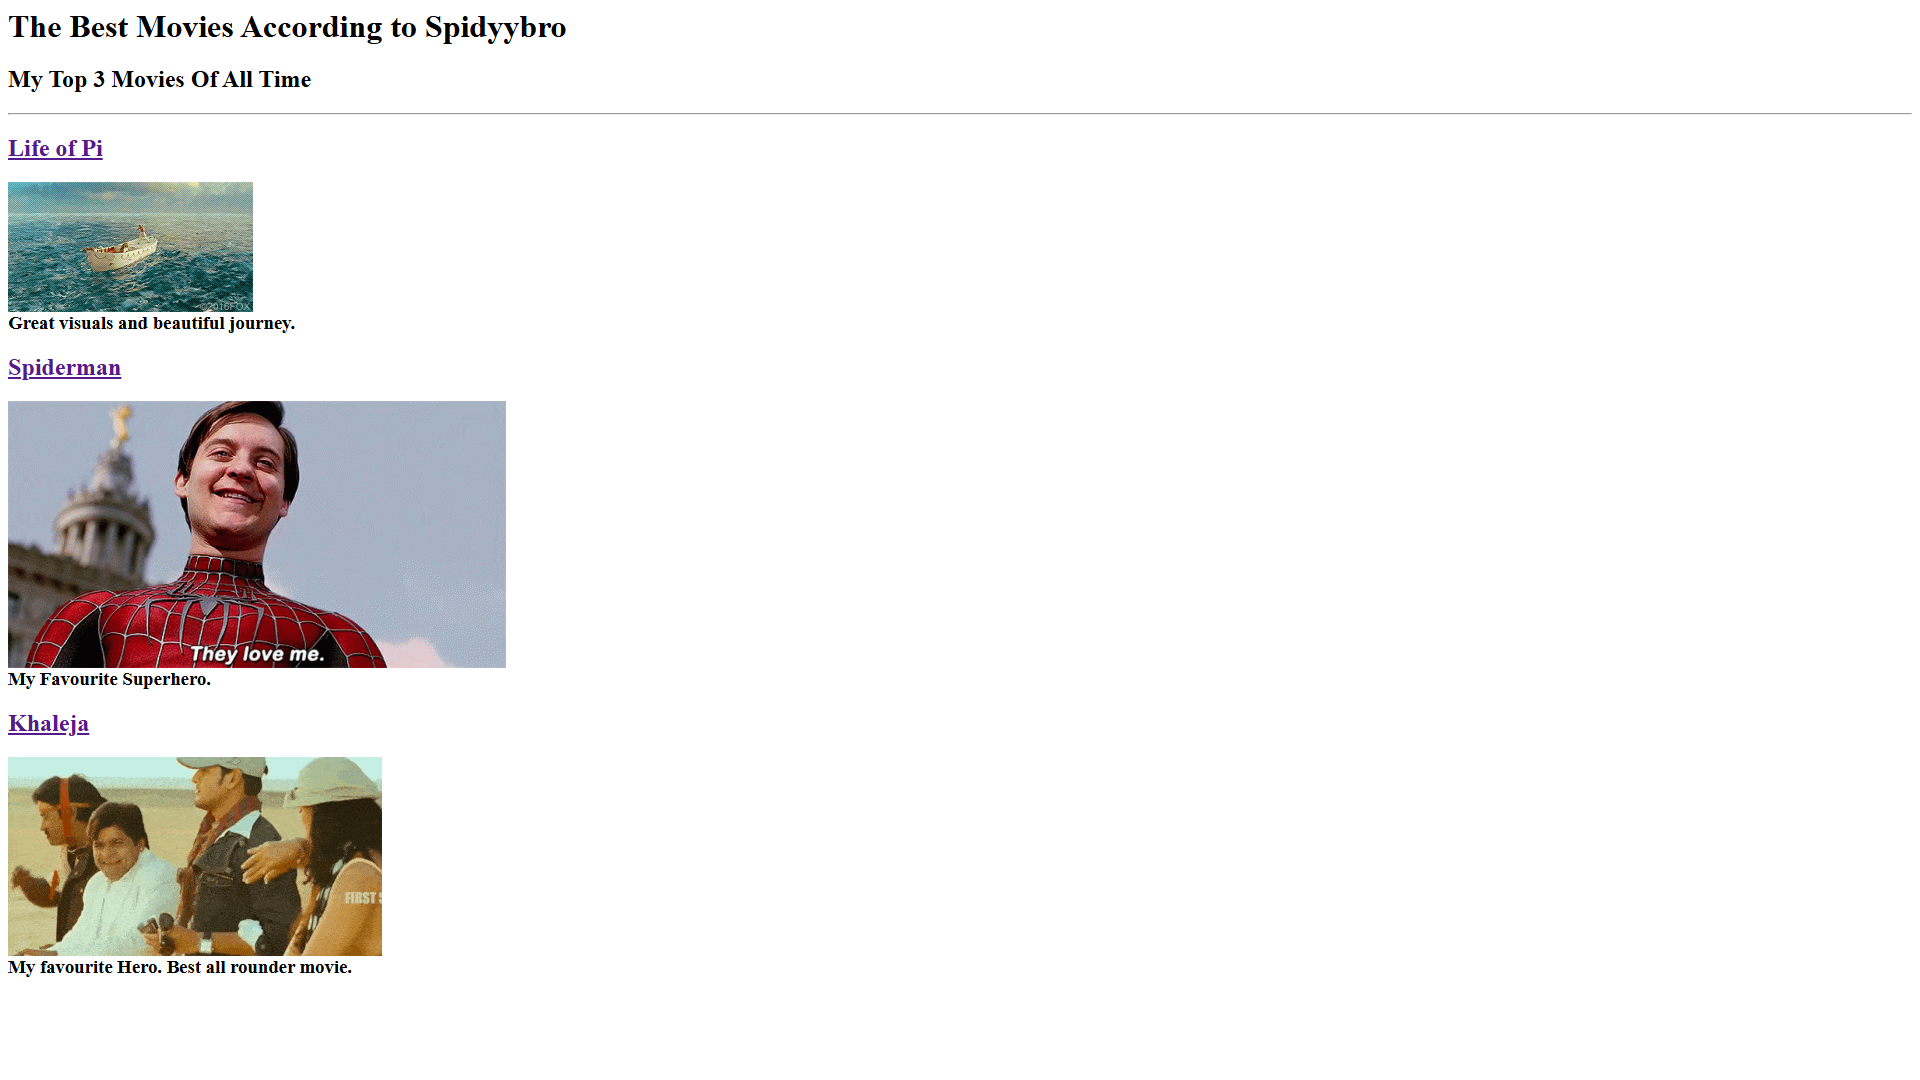 The Best Movies According to Spidyybro
My Top 3 Movies Of All Time
Life of Pi
©2016FOX
Great visuals and beautiful journey.
Spiderman
They love me.
My Favourite Superhero.
Khaleja
FIRST S
My favourite Hero. Best all rounder movie.